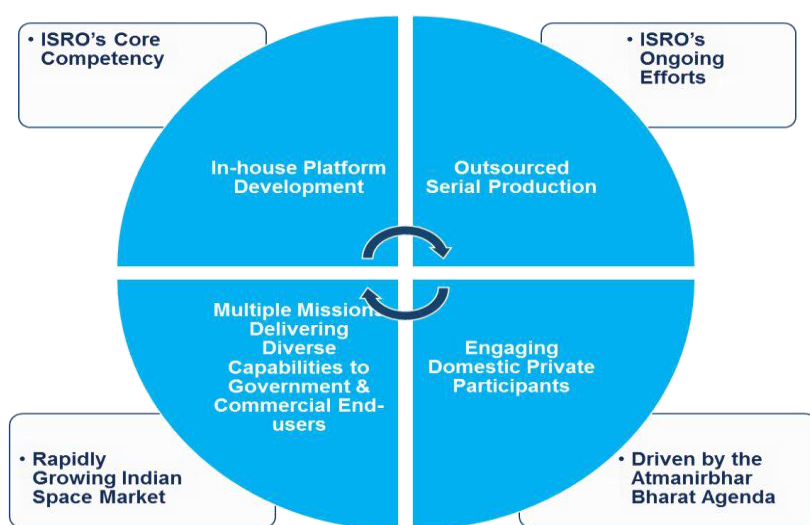 • ISRO's Core
Competency
• ISRO's
Ongoing
Efforts
In-house Platform
Development
Outsourced
Serial Production
Multiple Missions
Delivering
Diverse
Capabilities to
Government &
Commercial End-
users
Engaging
Domestic Private
Participants
• Rapidly
Growing Indian
Space Market
• Driven by the
Atmanirbhar
Bharat Agenda